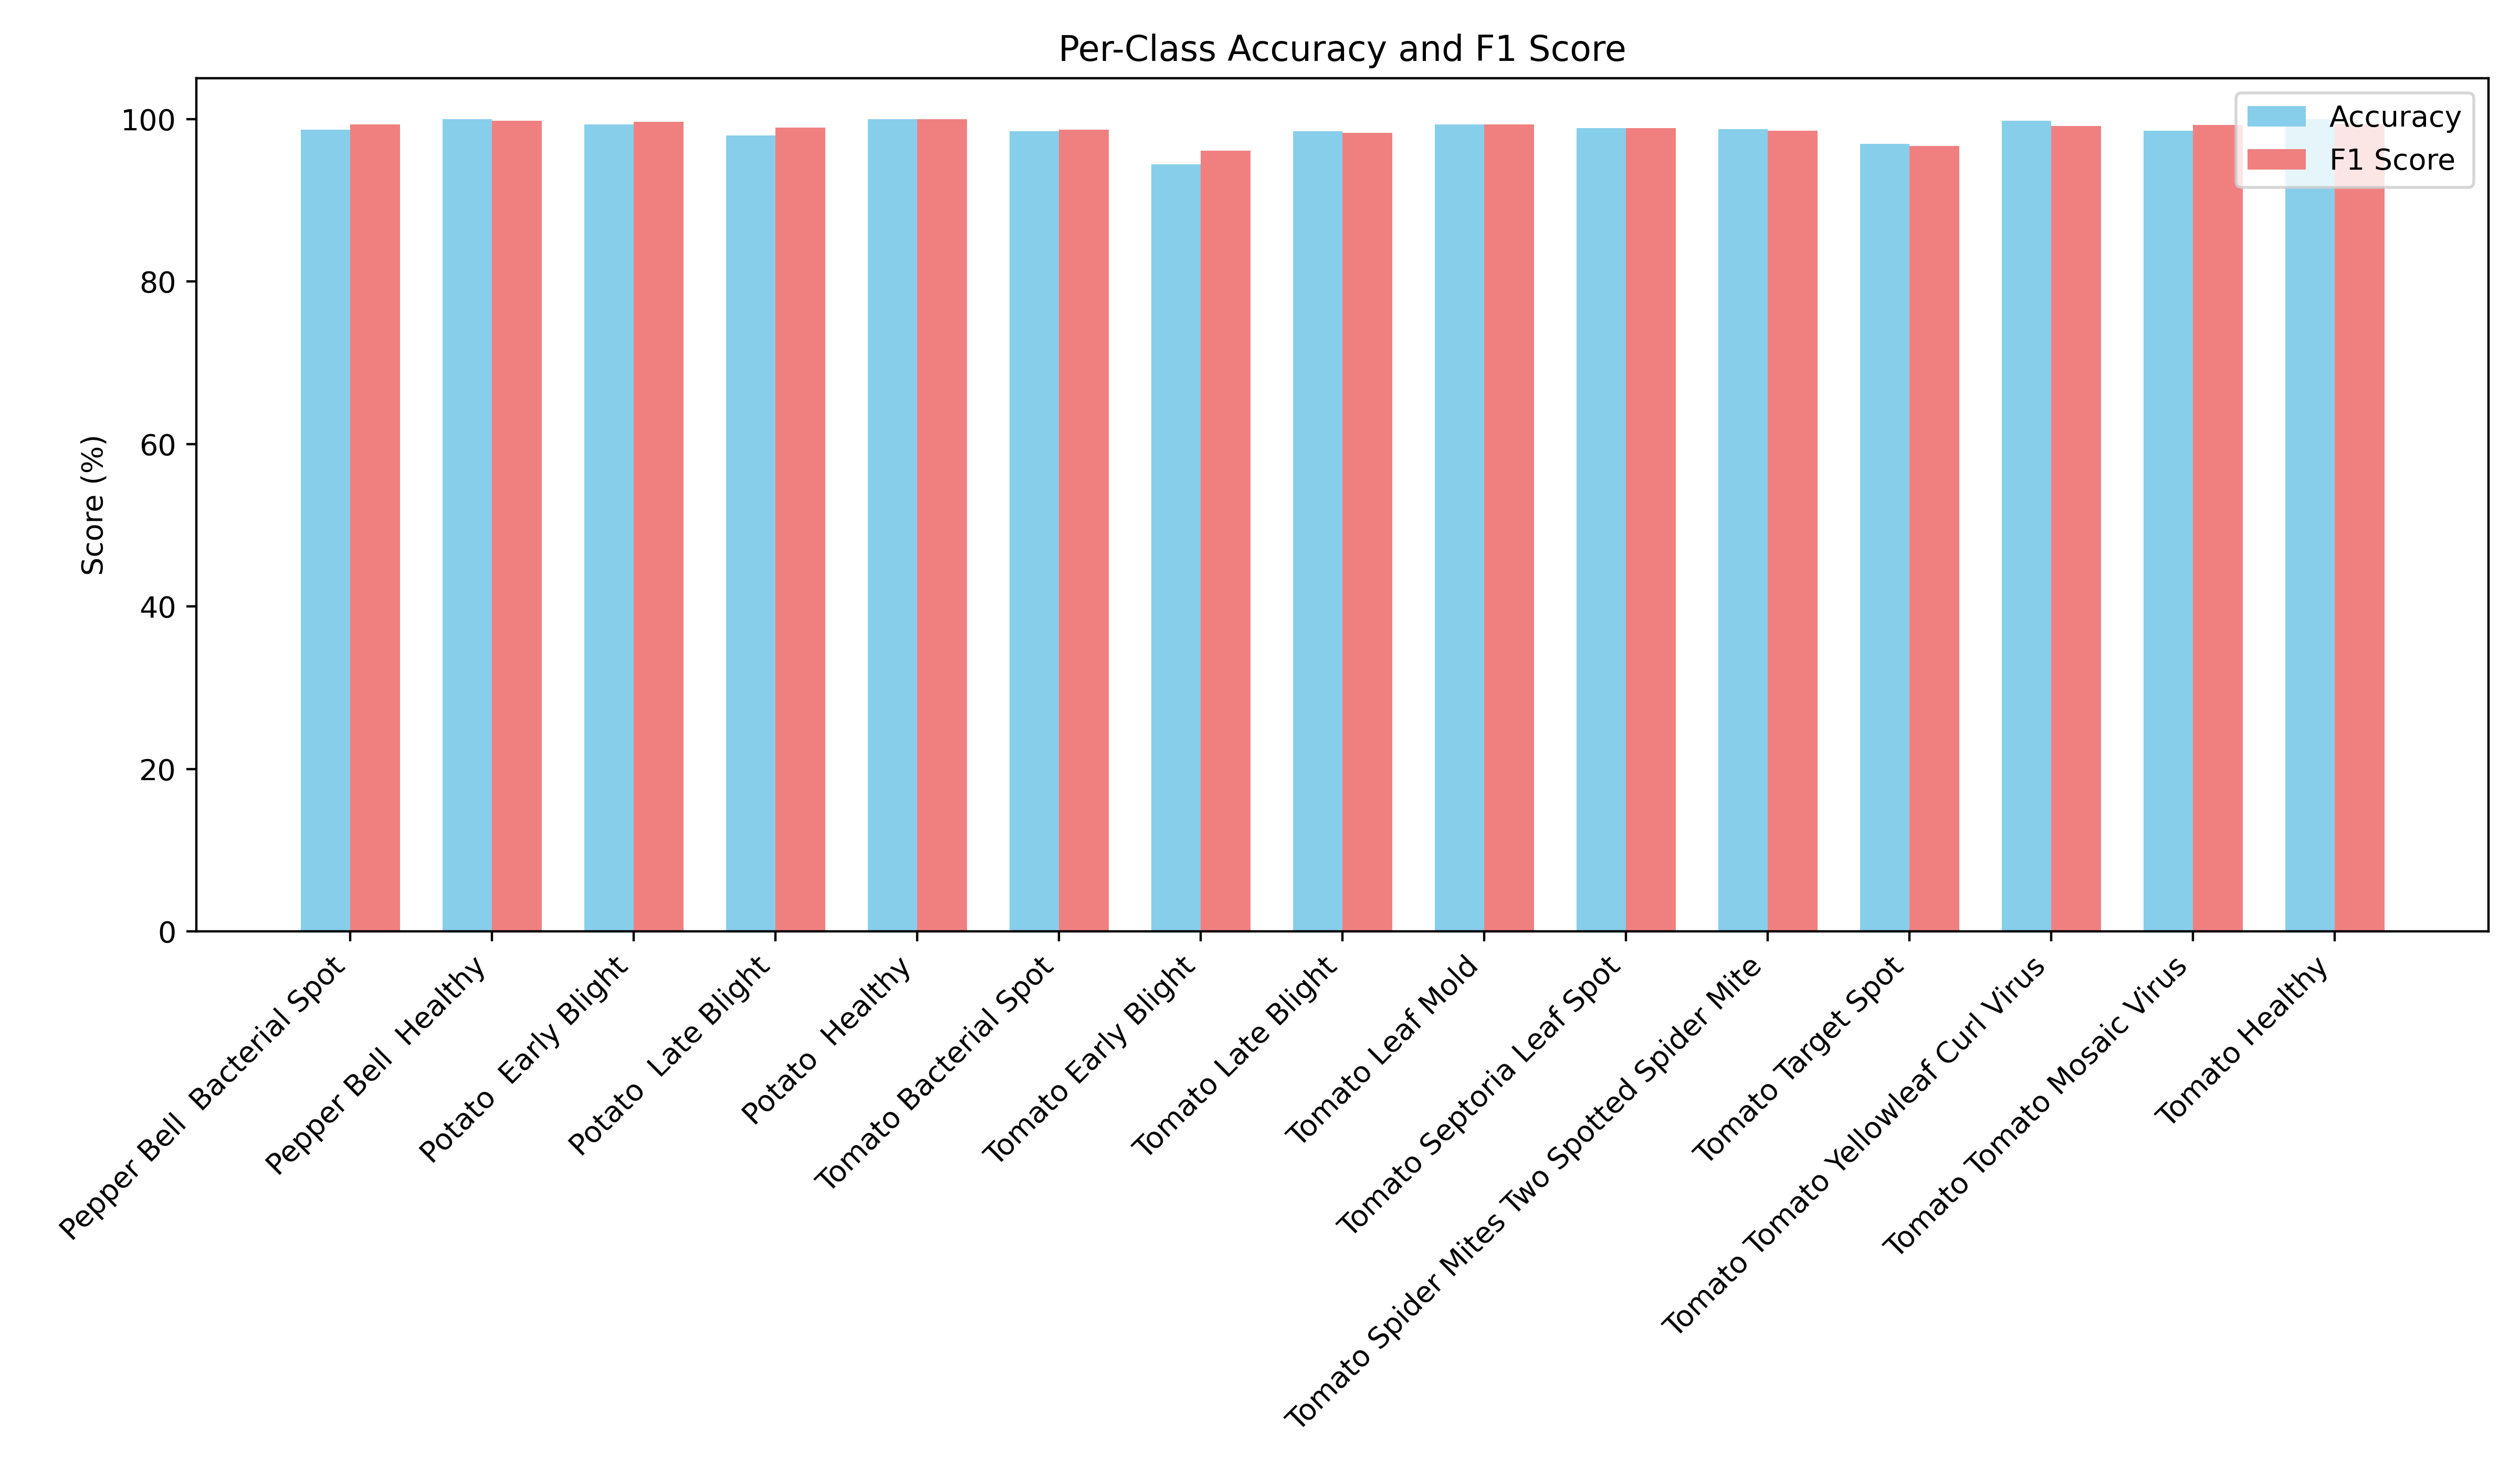 Per-Class Accuracy and F1 Score
Accuracy
F1 Score
Score (%)
100
80
60
40
20
0
Pepper Bell  Bacterial Spot
Pepper Bell  Healthy
Potato  Early Blight
Potato  Late Blight
Potato  Healthy
Tomato Bacterial Spot
Tomato Early Blight
Tomato Late Blight
Tomato Leaf Mold
Tomato Septoria Leaf Spot
Tomato Spider Mites Two Spotted Spider Mite
Tomato Target Spot
Tomato Tomato Yellowleaf Curl Virus
Tomato Tomato Mosaic Virus
Tomato Healthy